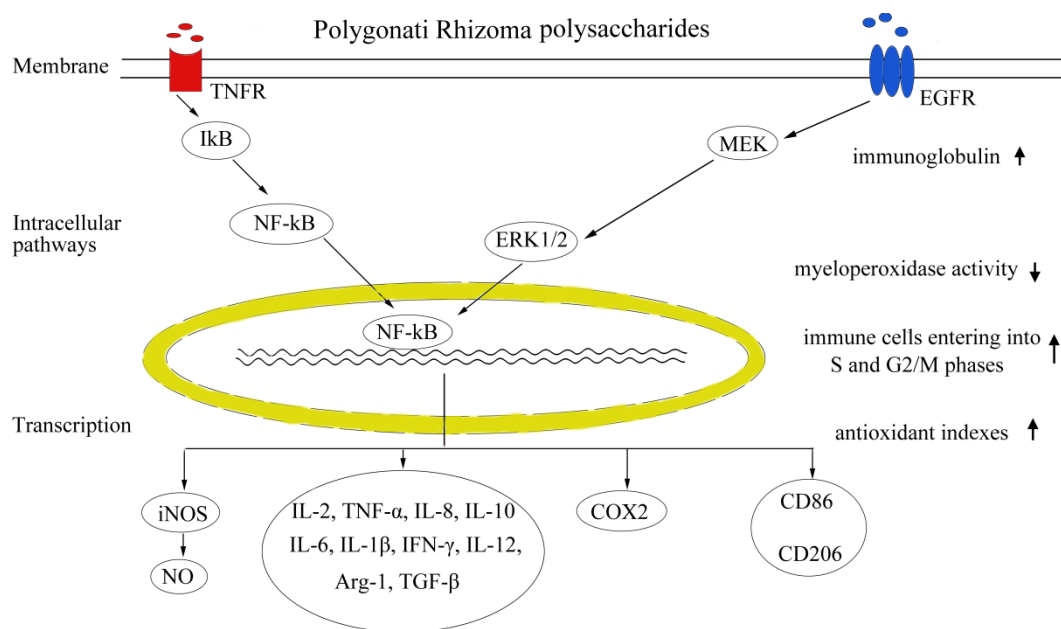 Polygonati Rhizoma polysaccharides
Membrane
TNFR
EGFR
IkB
MEK
immunoglobulin
Intracellular
pathways
NF-kB
ERK1/2
myeloperoxidase activity
NF-kB
immune cells entering into
S and G2/M phases
Transcription
antioxidant indexes
iNOS
NO
IL-2, TNF-α, IL-8, IL-10
IL-6, IL-1β, IFN-γ, IL-12,
Arg-1, TGF-β
COX2
CD86
CD206